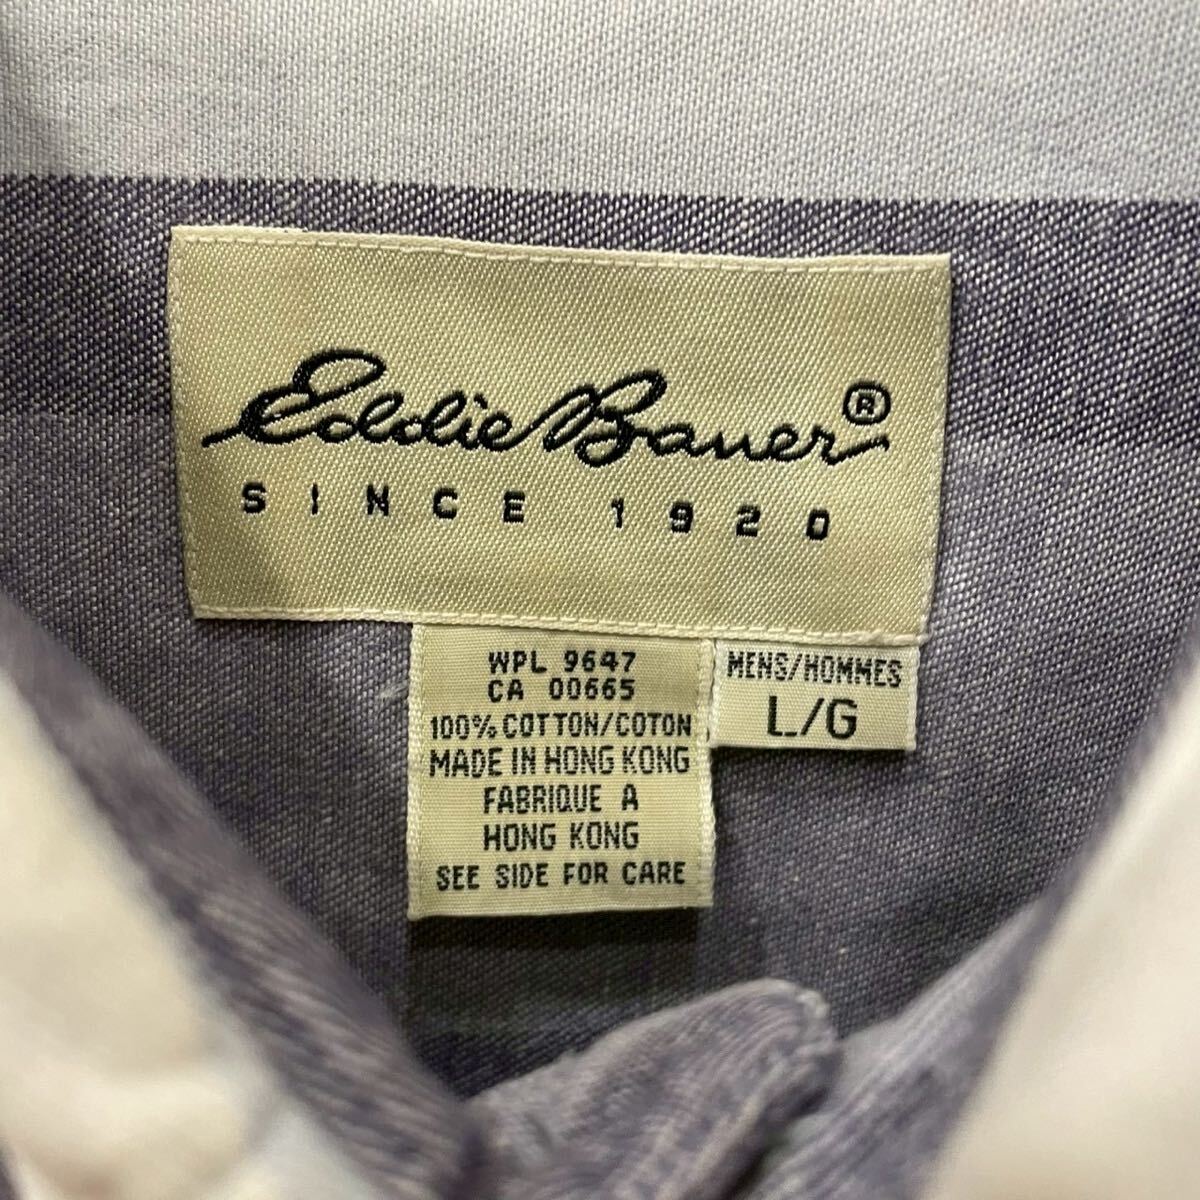 Eddie Bauer®
SINCE 1920
WPL 9647
CA 00665
100% COTTON/COTON
MADE IN HONG KONG
FABRIQUE A
HONG KONG
SEE SIDE FOR CARE
MENS/HOMMES
L/G